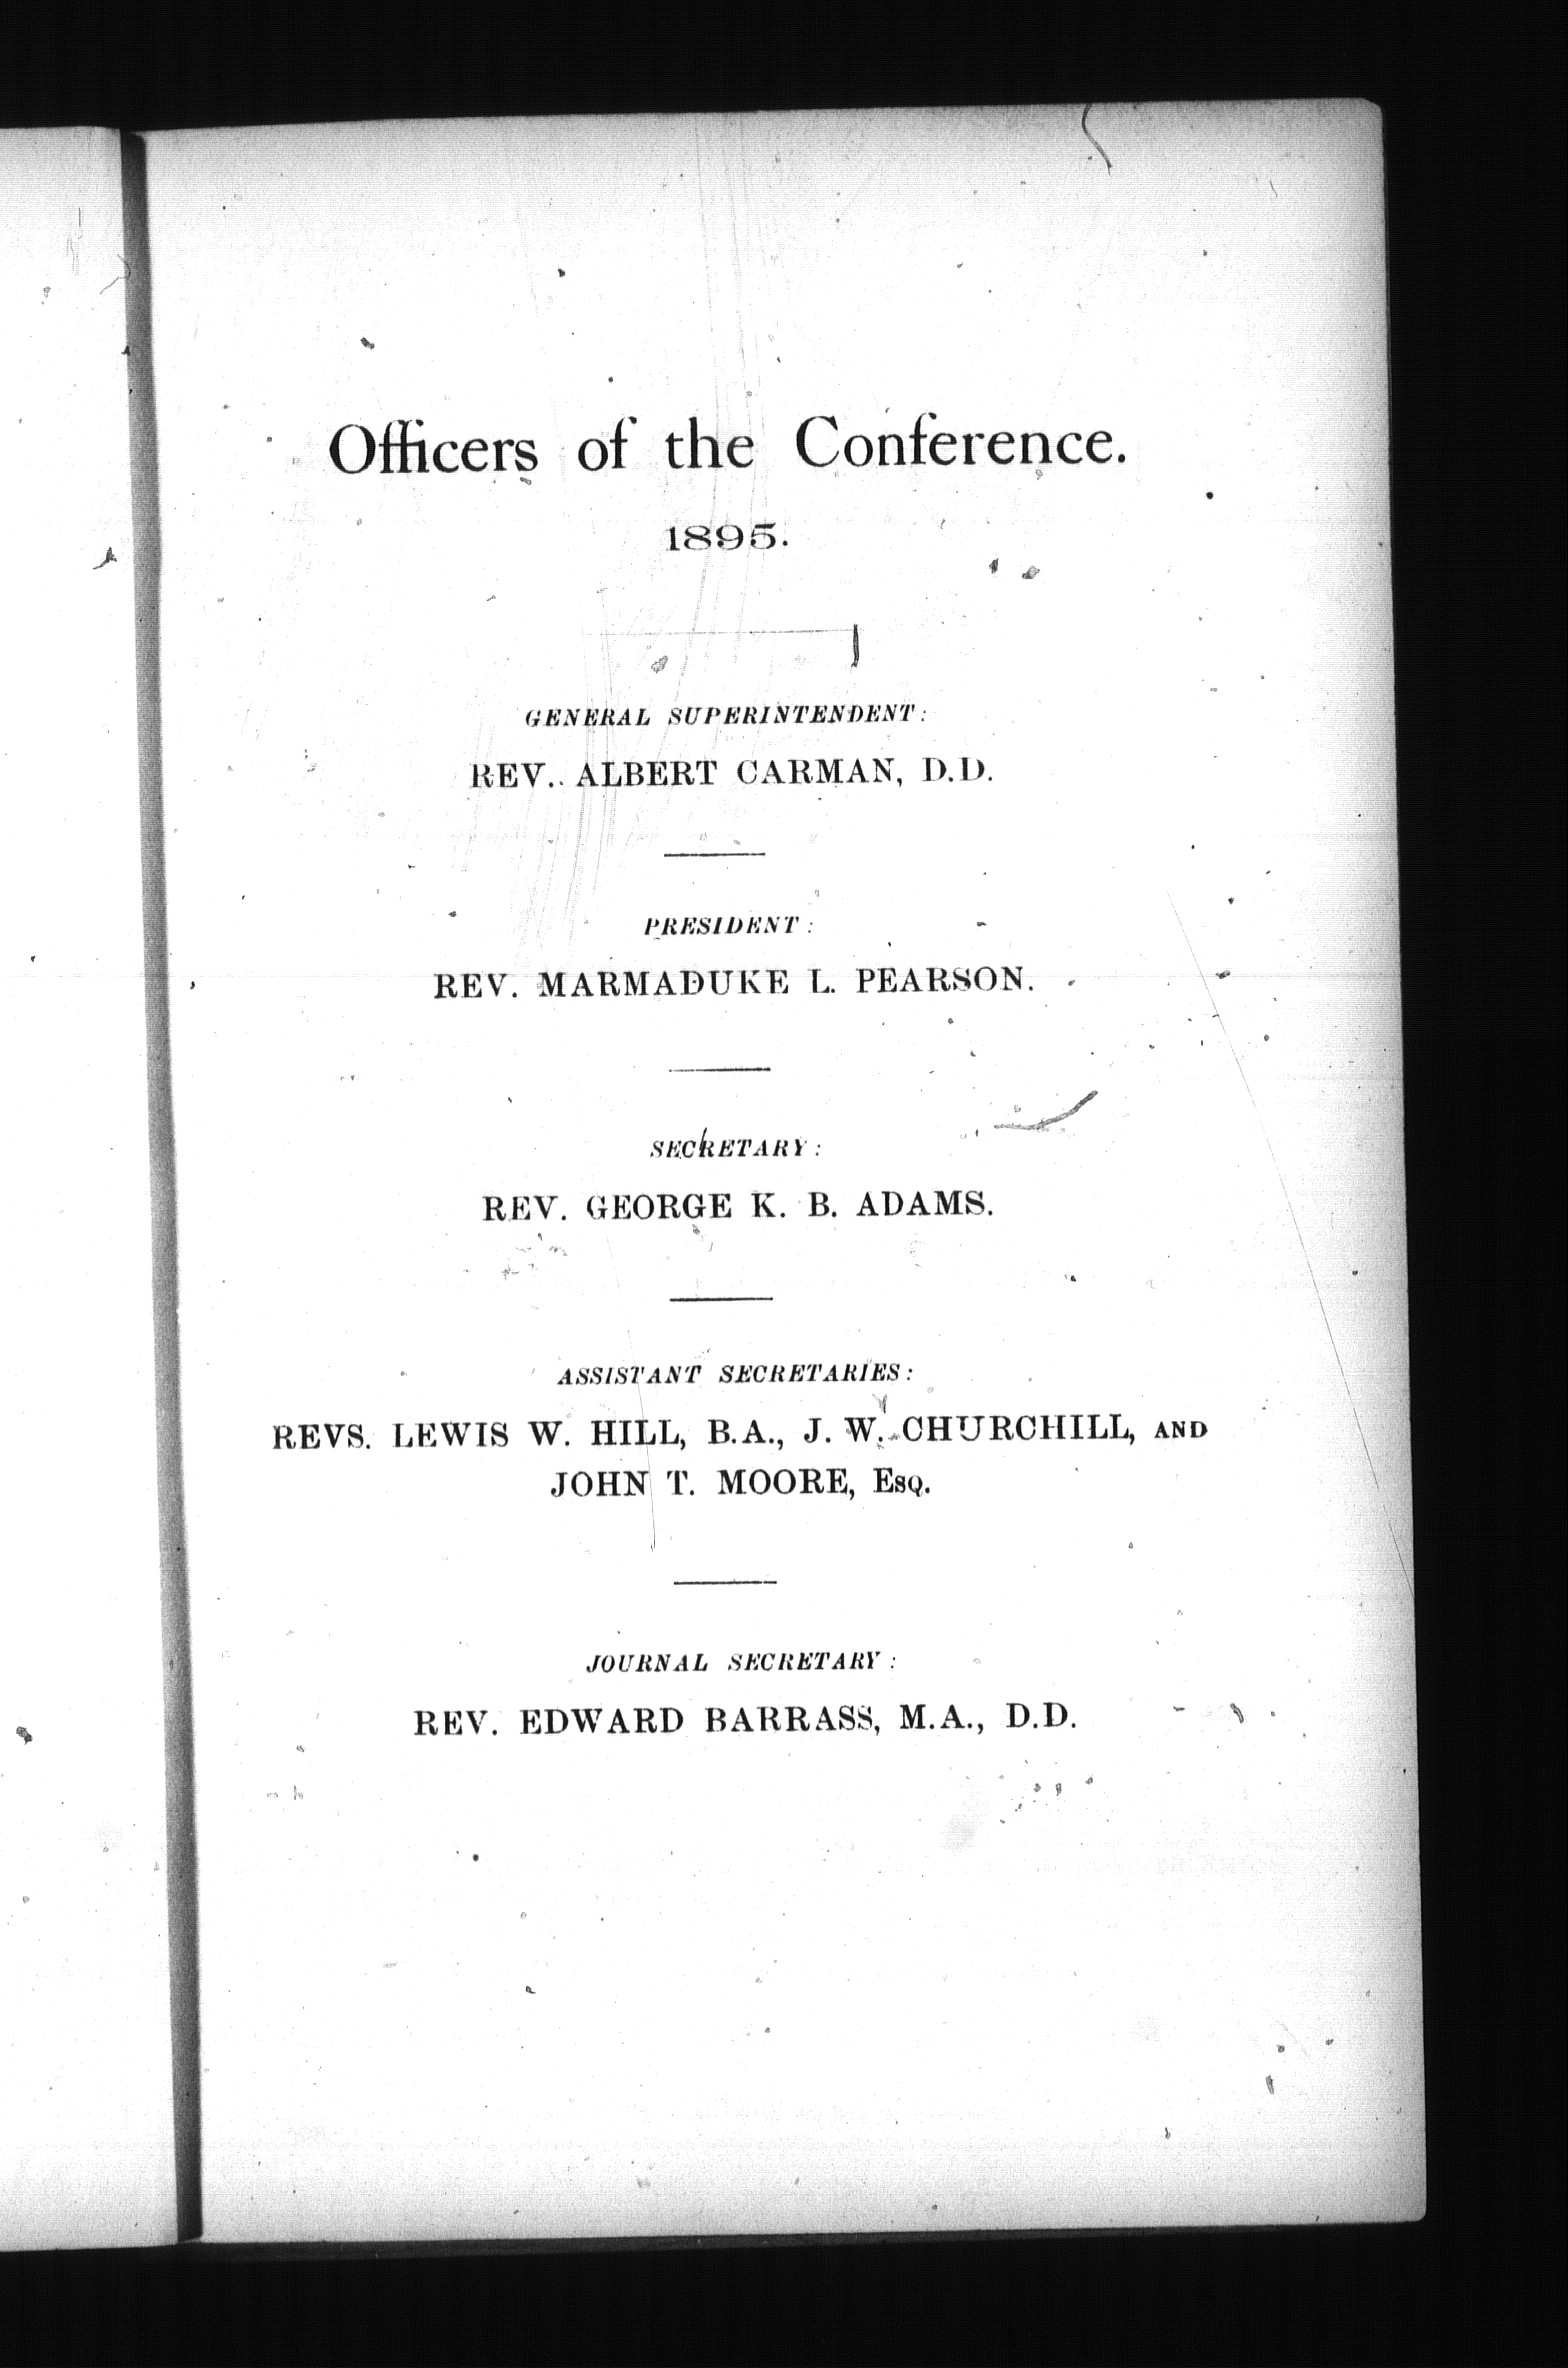 Officers of the Conference.
1895.
GENERAL SUPERINTENDENT:
REV. ALBERT CARMAN, D.D.
PRESIDENT:
REV. MARMADUKE L. PEARSON.
SECRETARY:
REV. GEORGE K. B. ADAMS.
ASSISTANT SECRETARIES:
REVS. LEWIS W. HILL, B.A., J. W. CHURCHILL, AND
JOHN T. MOORE, ESQ.
JOURNAL SECRETARY:
REV. EDWARD BARRASS, M.A., D.D.